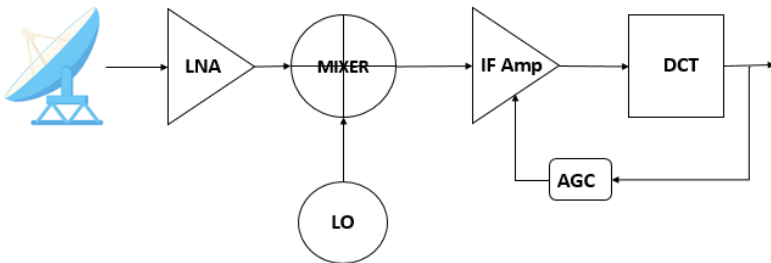 LNA
MIXER
IF Amp
DCT
AGC
LO